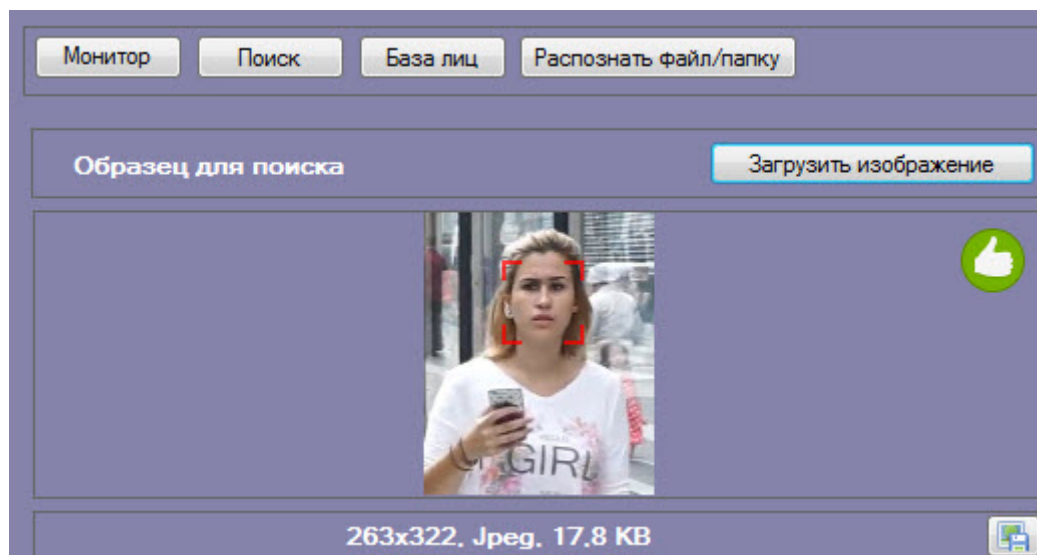 Монитор
Поиск
База лиц
Распознать файл/папку
Образец для поиска
Загрузить изображение
GIRL
263x322, Jpeg, 17,8 KB